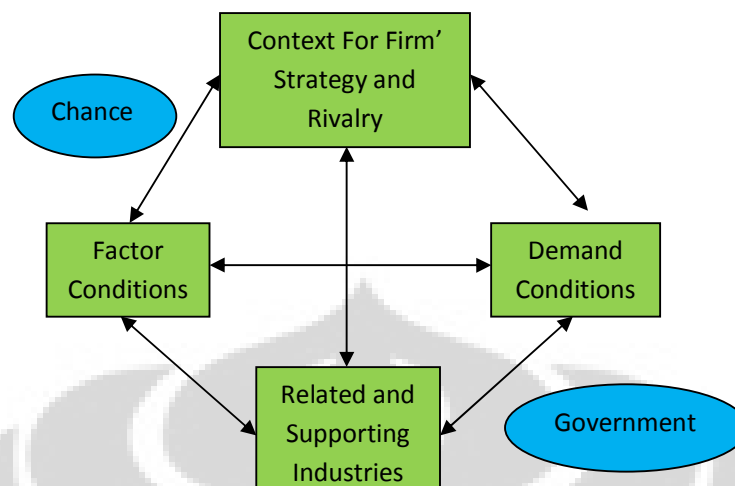 Context For Firm’
Strategy and
Rivalry
Chance
Factor
Conditions
Demand
Conditions
Related and
Supporting
Industries
Government